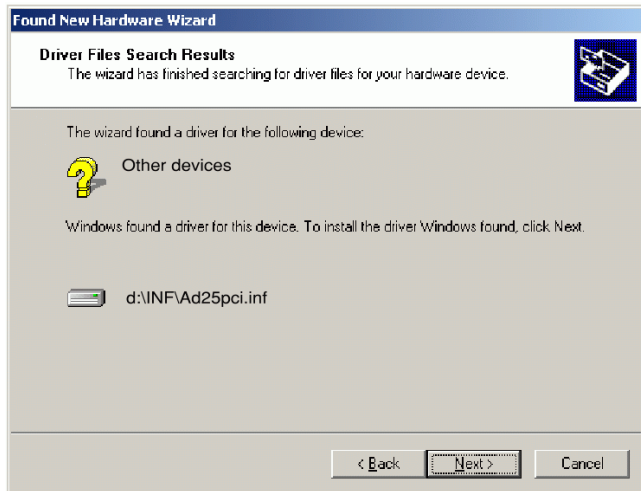 Found New Hardware Wizard
Driver Files Search Results
The wizard has finished searching for driver files for your hardware device.
The wizard found a driver for the following device:
Other devices
Windows found a driver for this device. To install the driver Windows found, click Next.
d:\INF\Ad25pci.inf
< Back Next > Cancel